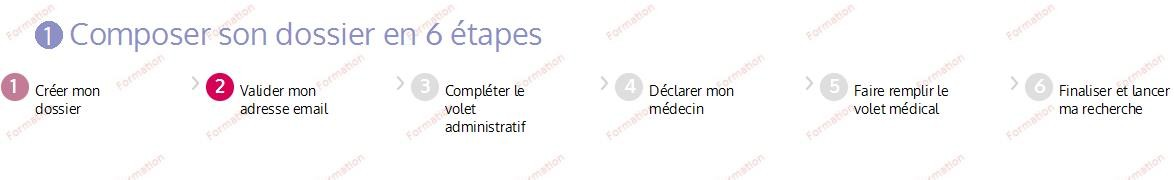 1 Composer son dossier en 6 étapes
1 Créer mon dossier
2 Valider mon adresse email
3 Compléter le volet administratif
4 Déclarer mon médecin
5 Faire remplir le volet médical
6 Finaliser et lancer ma recherche
Formation